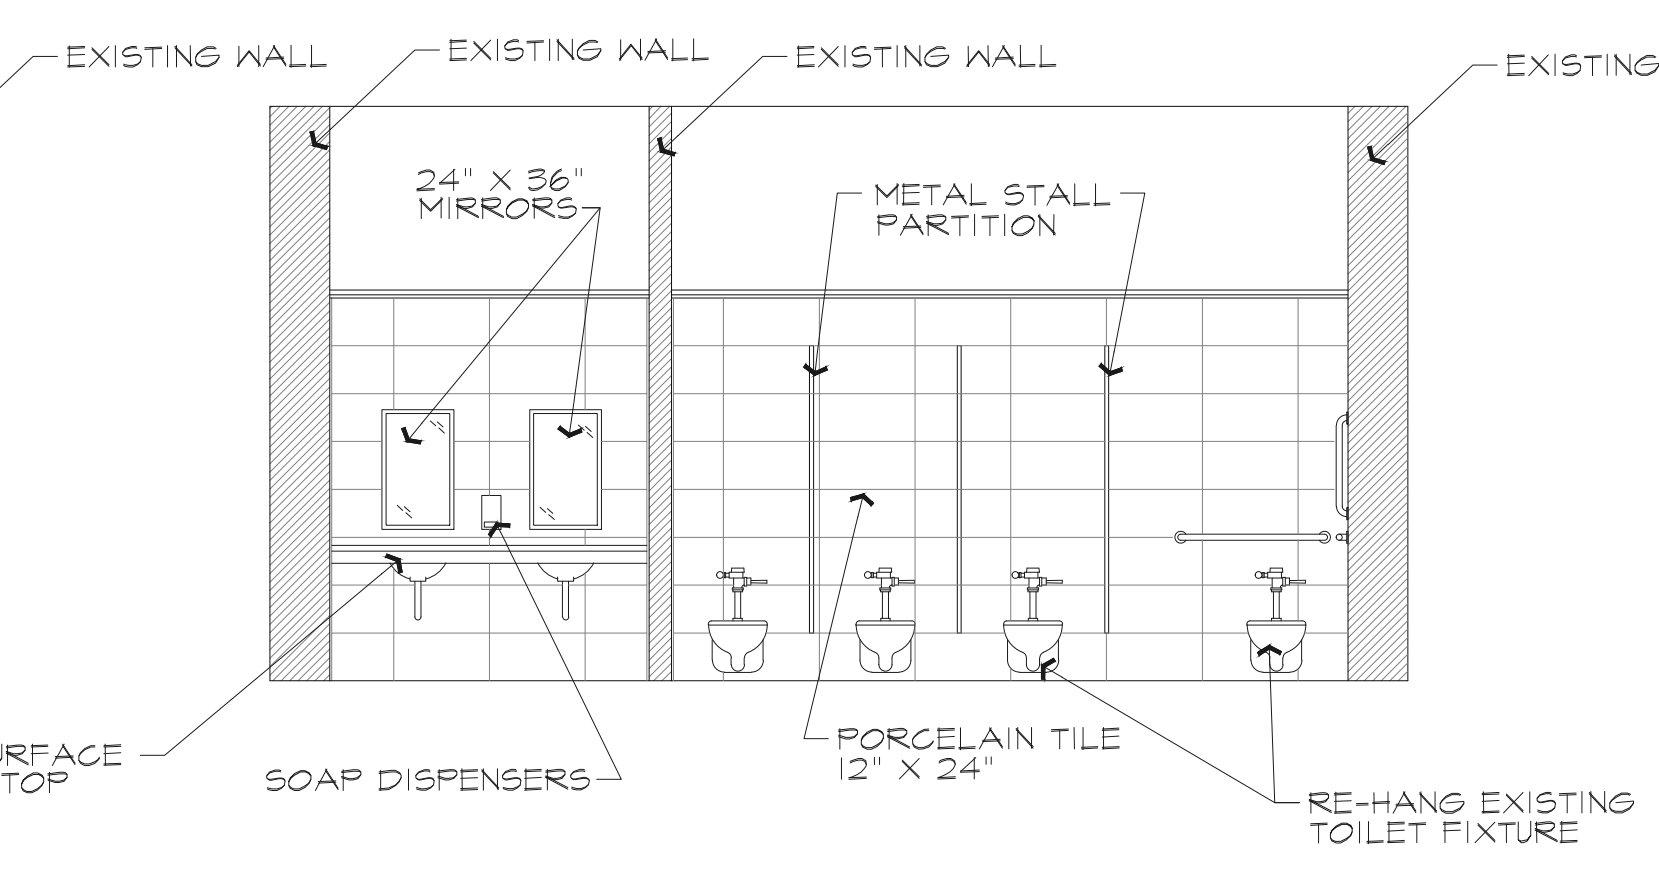 EXISTING WALL
EXISTING WALL
EXISTING WALL
EXISTING
24" X 36"
MIRRORS
METAL STALL
PARTITION
PORCELAIN TILE
12" X 24"
TOP
SOAP DISPENSERS
RE-HANG EXISTING
TOILET FIXTURE